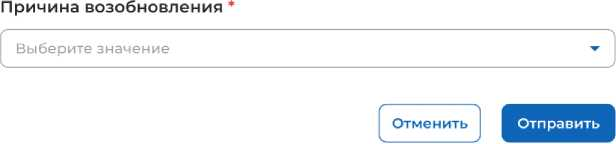 Причина возобновления *
Выберите значение
Отменить Отправить